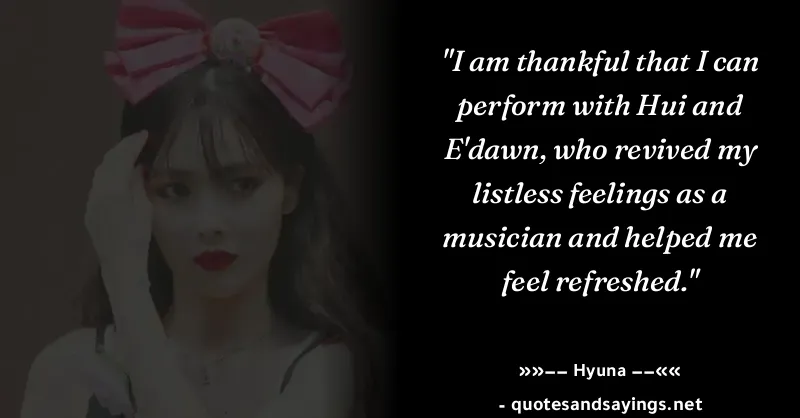 "I am thankful that I can
perform with Hui and
E'dawn, who revived my
listless feelings as a
musician and helped me
feel refreshed."
»»−− Hyuna −−««
- quotesandsayings.net